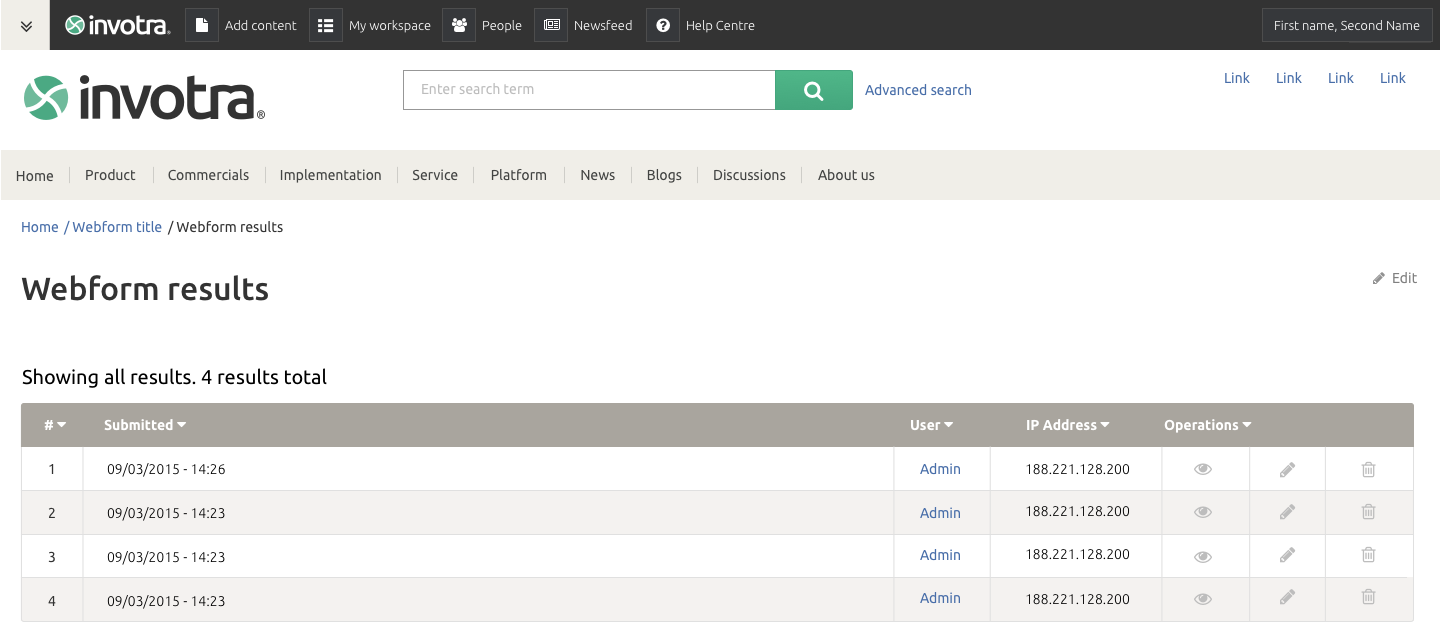 invotra. Add content My workspace People Newsfeed Help Centre First name, Second Name
invotra® Enter search term Advanced search Link Link Link Link
Home Product Commercials Implementation Service Platform News Blogs Discussions About us
Home / Webform title / Webform results
Webform results Edit
Showing all results. 4 results total
# Submitted User IP Address Operations
1 09/03/2015 - 14:26 Admin 188.221.128.200
2 09/03/2015 - 14:23 Admin 188.221.128.200
3 09/03/2015 - 14:23 Admin 188.221.128.200
4 09/03/2015 - 14:23 Admin 188.221.128.200